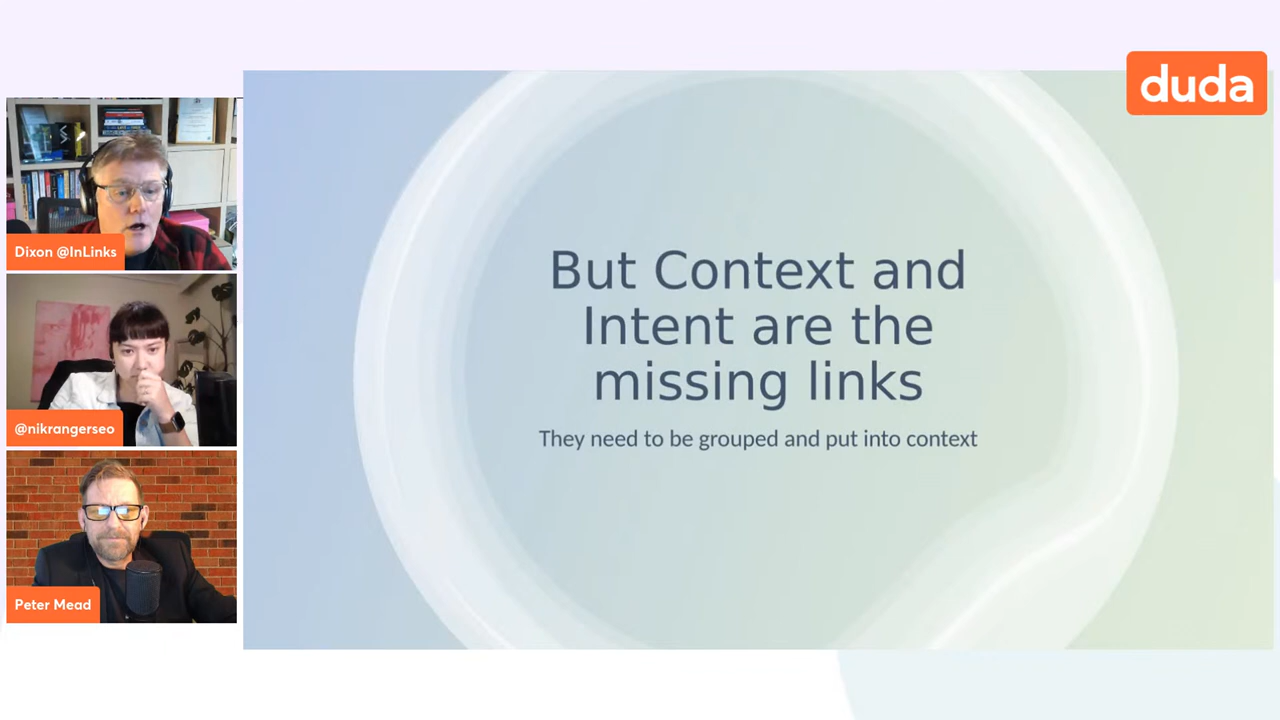 duda
Dixon @InLinks
@nikrangerseo
Peter Mead
But Context and
Intent are the
missing links
They need to be grouped and put into context